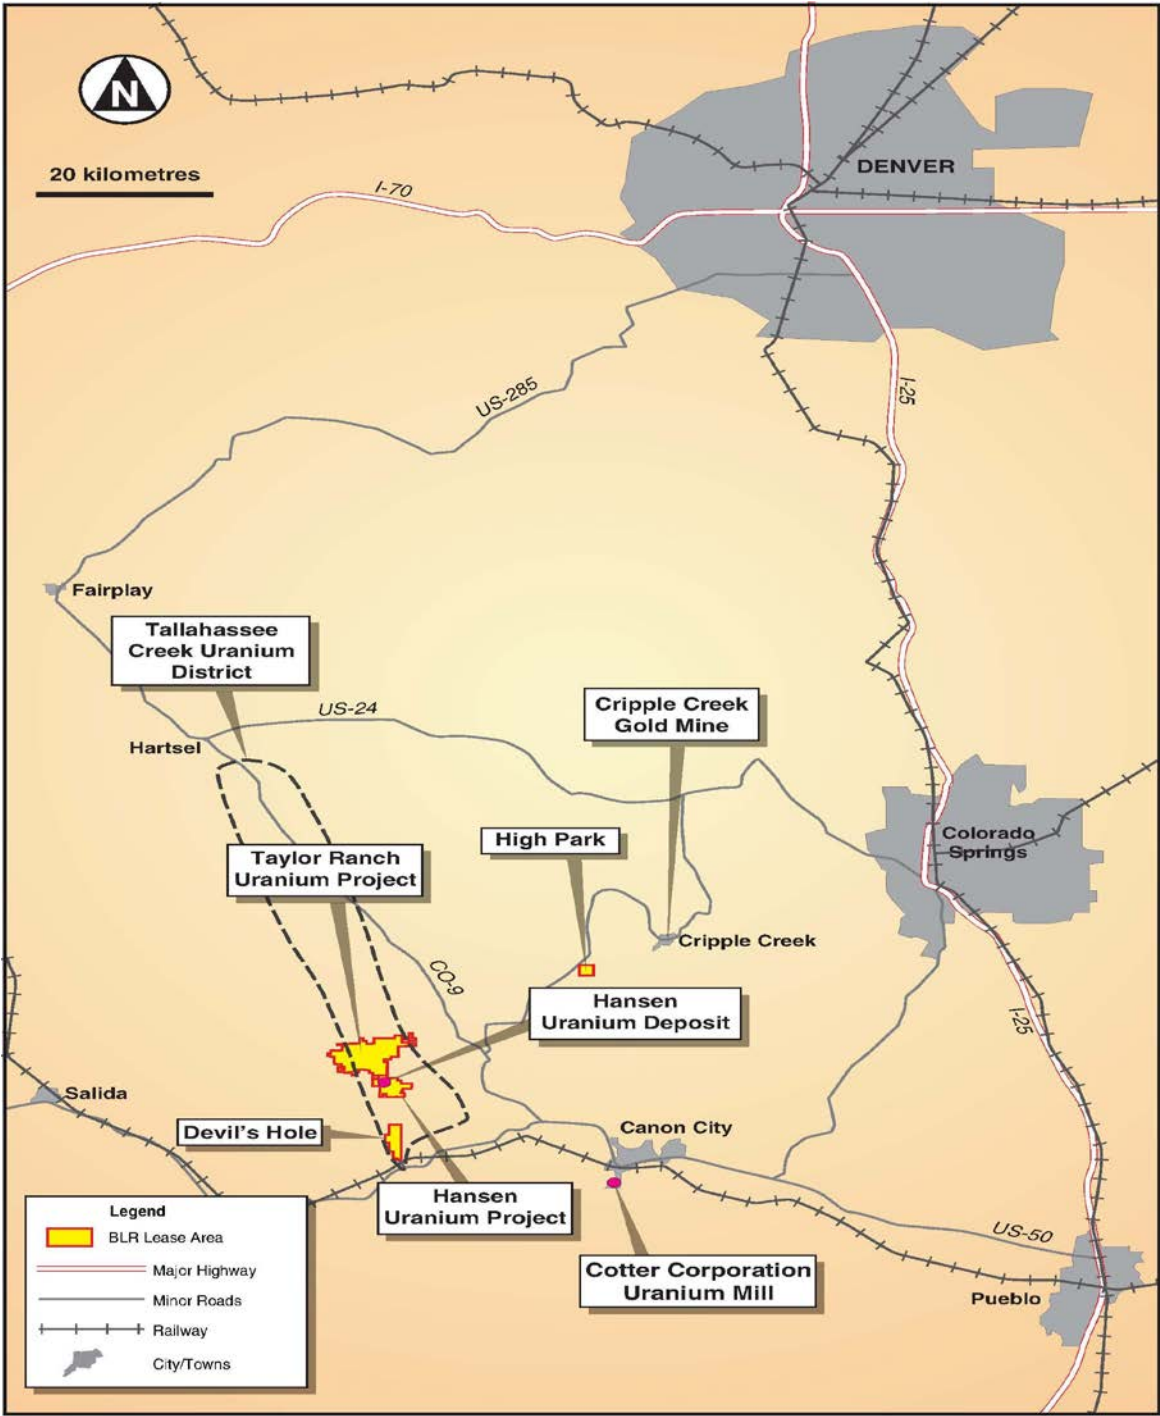 N
20 kilometres
I-70
DENVER
US-285
I-25
Fairplay
Tallahassee
Creek Uranium
District
US-24
Hartsel
Cripple Creek
Gold Mine
High Park
Taylor Ranch
Uranium Project
Colorado
Springs
Cripple Creek
CO-9
Hansen
Uranium Deposit
I-25
Salida
Devil's Hole
Canon City
Hansen
Uranium Project
US-50
Cotter Corporation
Uranium Mill
Pueblo
Legend
BLR Lease Area
Major Highway
Minor Roads
Railway
City/Towns